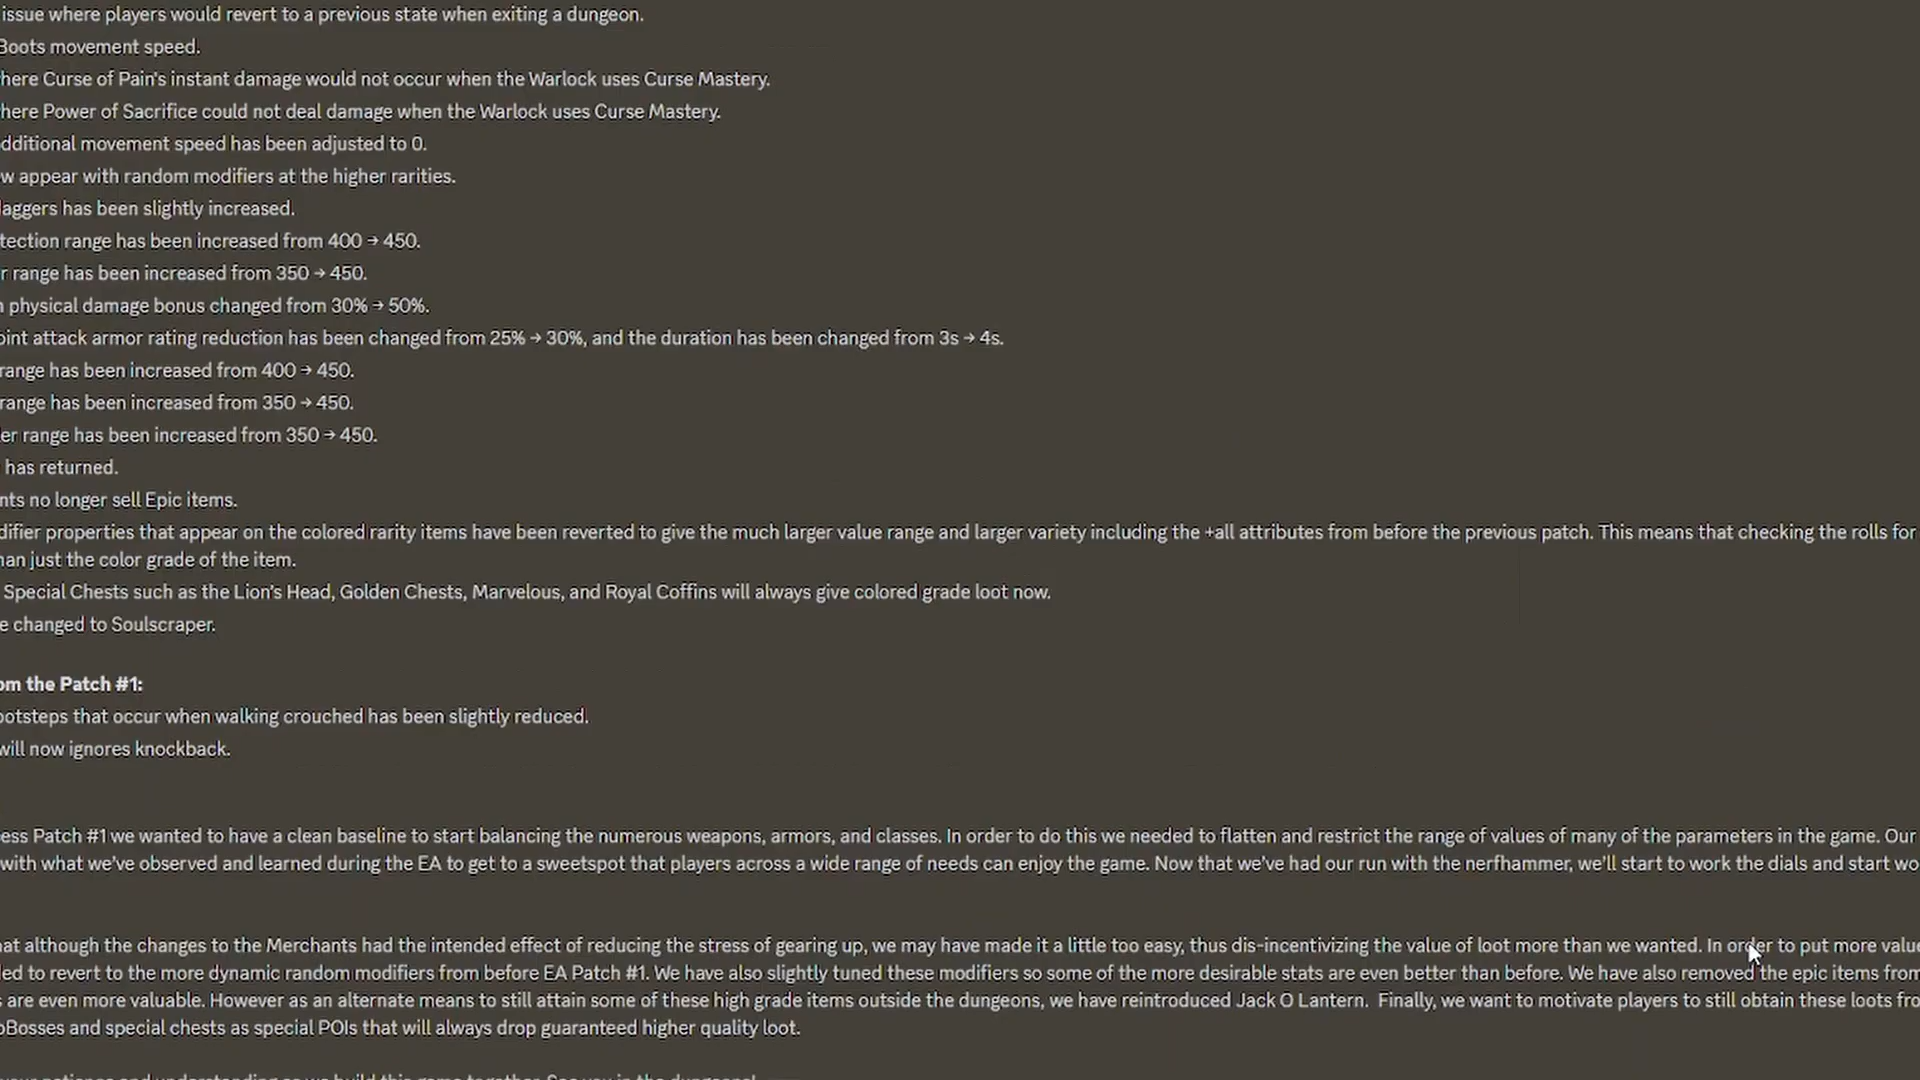 issue where players would revert to a previous state when exiting a dungeon.
Boots movement speed.
here Curse of Pain's instant damage would not occur when the Warlock uses Curse Mastery.
here Power of Sacrifice could not deal damage when the Warlock uses Curse Mastery.
dditional movement speed has been adjusted to 0.
w appear with random modifiers at the higher rarities.
laggers has been slightly increased.
tection range has been increased from 400 → 450.
r range has been increased from 350 → 450.
n physical damage bonus changed from 30% → 50%.
oint attack armor rating reduction has been changed from 25% → 30%, and the duration has been changed from 3s → 4s.
range has been increased from 400 → 450.
range has been increased from 350 → 450.
er range has been increased from 350 → 450.
has returned.
nts no longer sell Epic items.
difier properties that appear on the colored rarity items have been reverted to give the much larger value range and larger variety including the +all attributes from before the previous patch. This means that checking the rolls for
nan just the color grade of the item.
Special Chests such as the Lion's Head, Golden Chests, Marvelous, and Royal Coffins will always give colored grade loot now.
e changed to Soulscraper.
om the Patch #1:
ootsteps that occur when walking crouched has been slightly reduced.
will now ignores knockback.
ess Patch #1 we wanted to have a clean baseline to start balancing the numerous weapons, armors, and classes. In order to do this we needed to flatten and restrict the range of values of many of the parameters in the game. Our
with what we've observed and learned during the EA to get to a sweetspot that players across a wide range of needs can enjoy the game. Now that we've had our run with the nerfhammer, we'll start to work the dials and start wo
nat although the changes to the Merchants had the intended effect of reducing the stress of gearing up, we may have made it a little too easy, thus dis-incentivizing the value of loot more than we wanted. In order to put more value
led to revert to the more dynamic random modifiers from before EA Patch #1. We have also slightly tuned these modifiers so some of the more desirable stats are even better than before. We have also removed the epic items from
s are even more valuable. However as an alternate means to still attain some of these high grade items outside the dungeons, we have reintroduced Jack O Lantern. Finally, we want to motivate players to still obtain these loots fro
oBosses and special chests as special POIs that will always drop guaranteed higher quality loot.